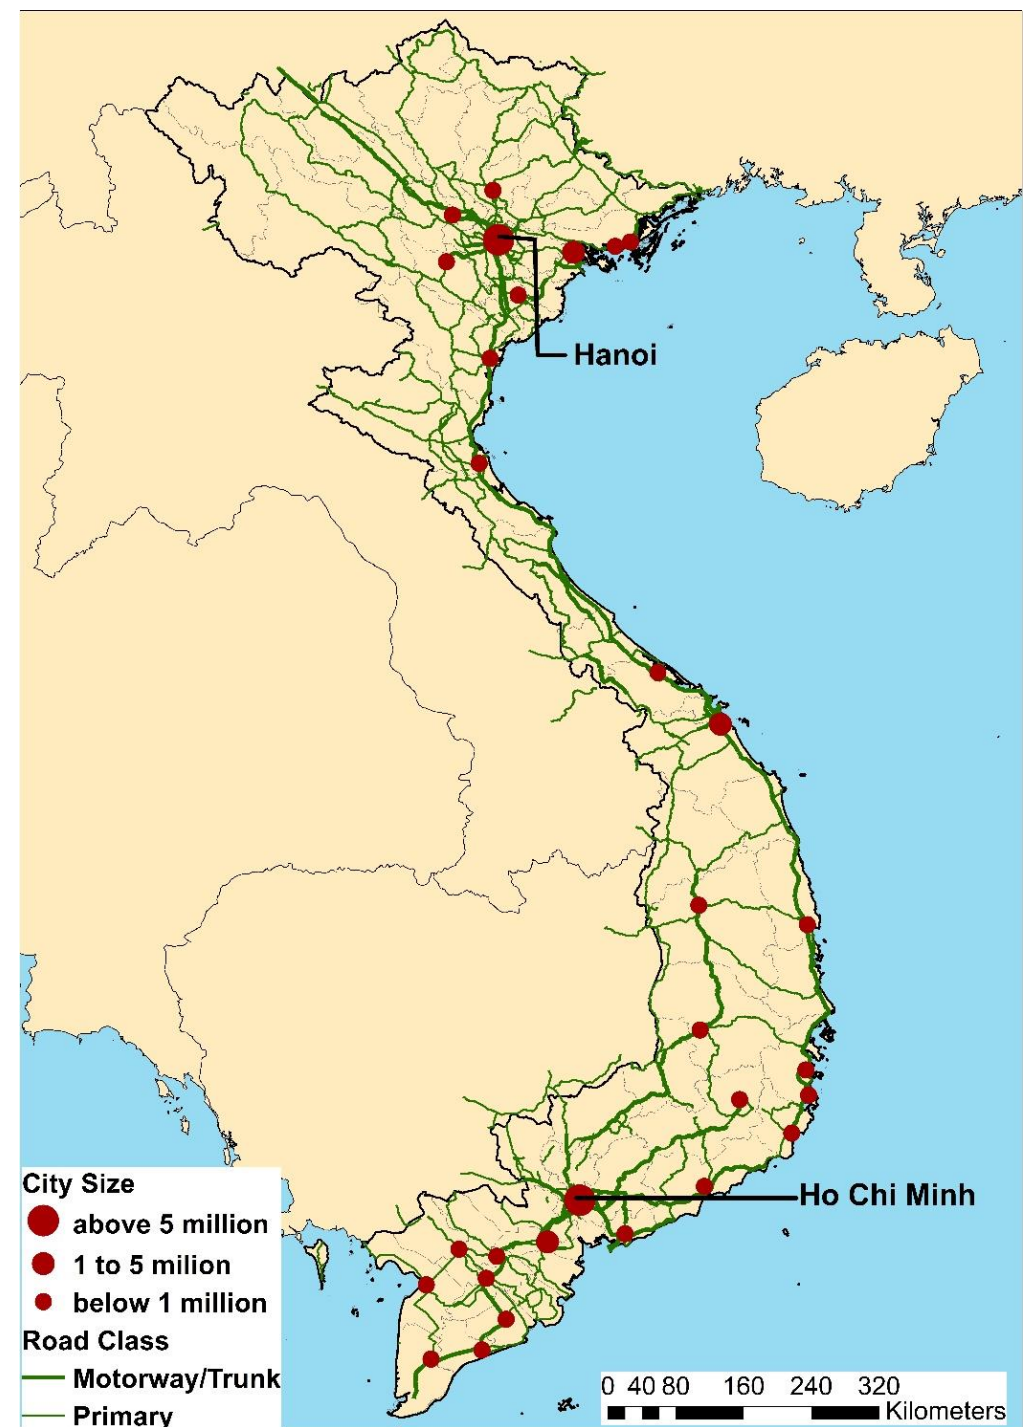 Hanoi
Ho Chi Minh
City Size
above 5 million
1 to 5 milion
below 1 million
Road Class
Motorway/Trunk
Primary
0 40 80 160 240 320
Kilometers